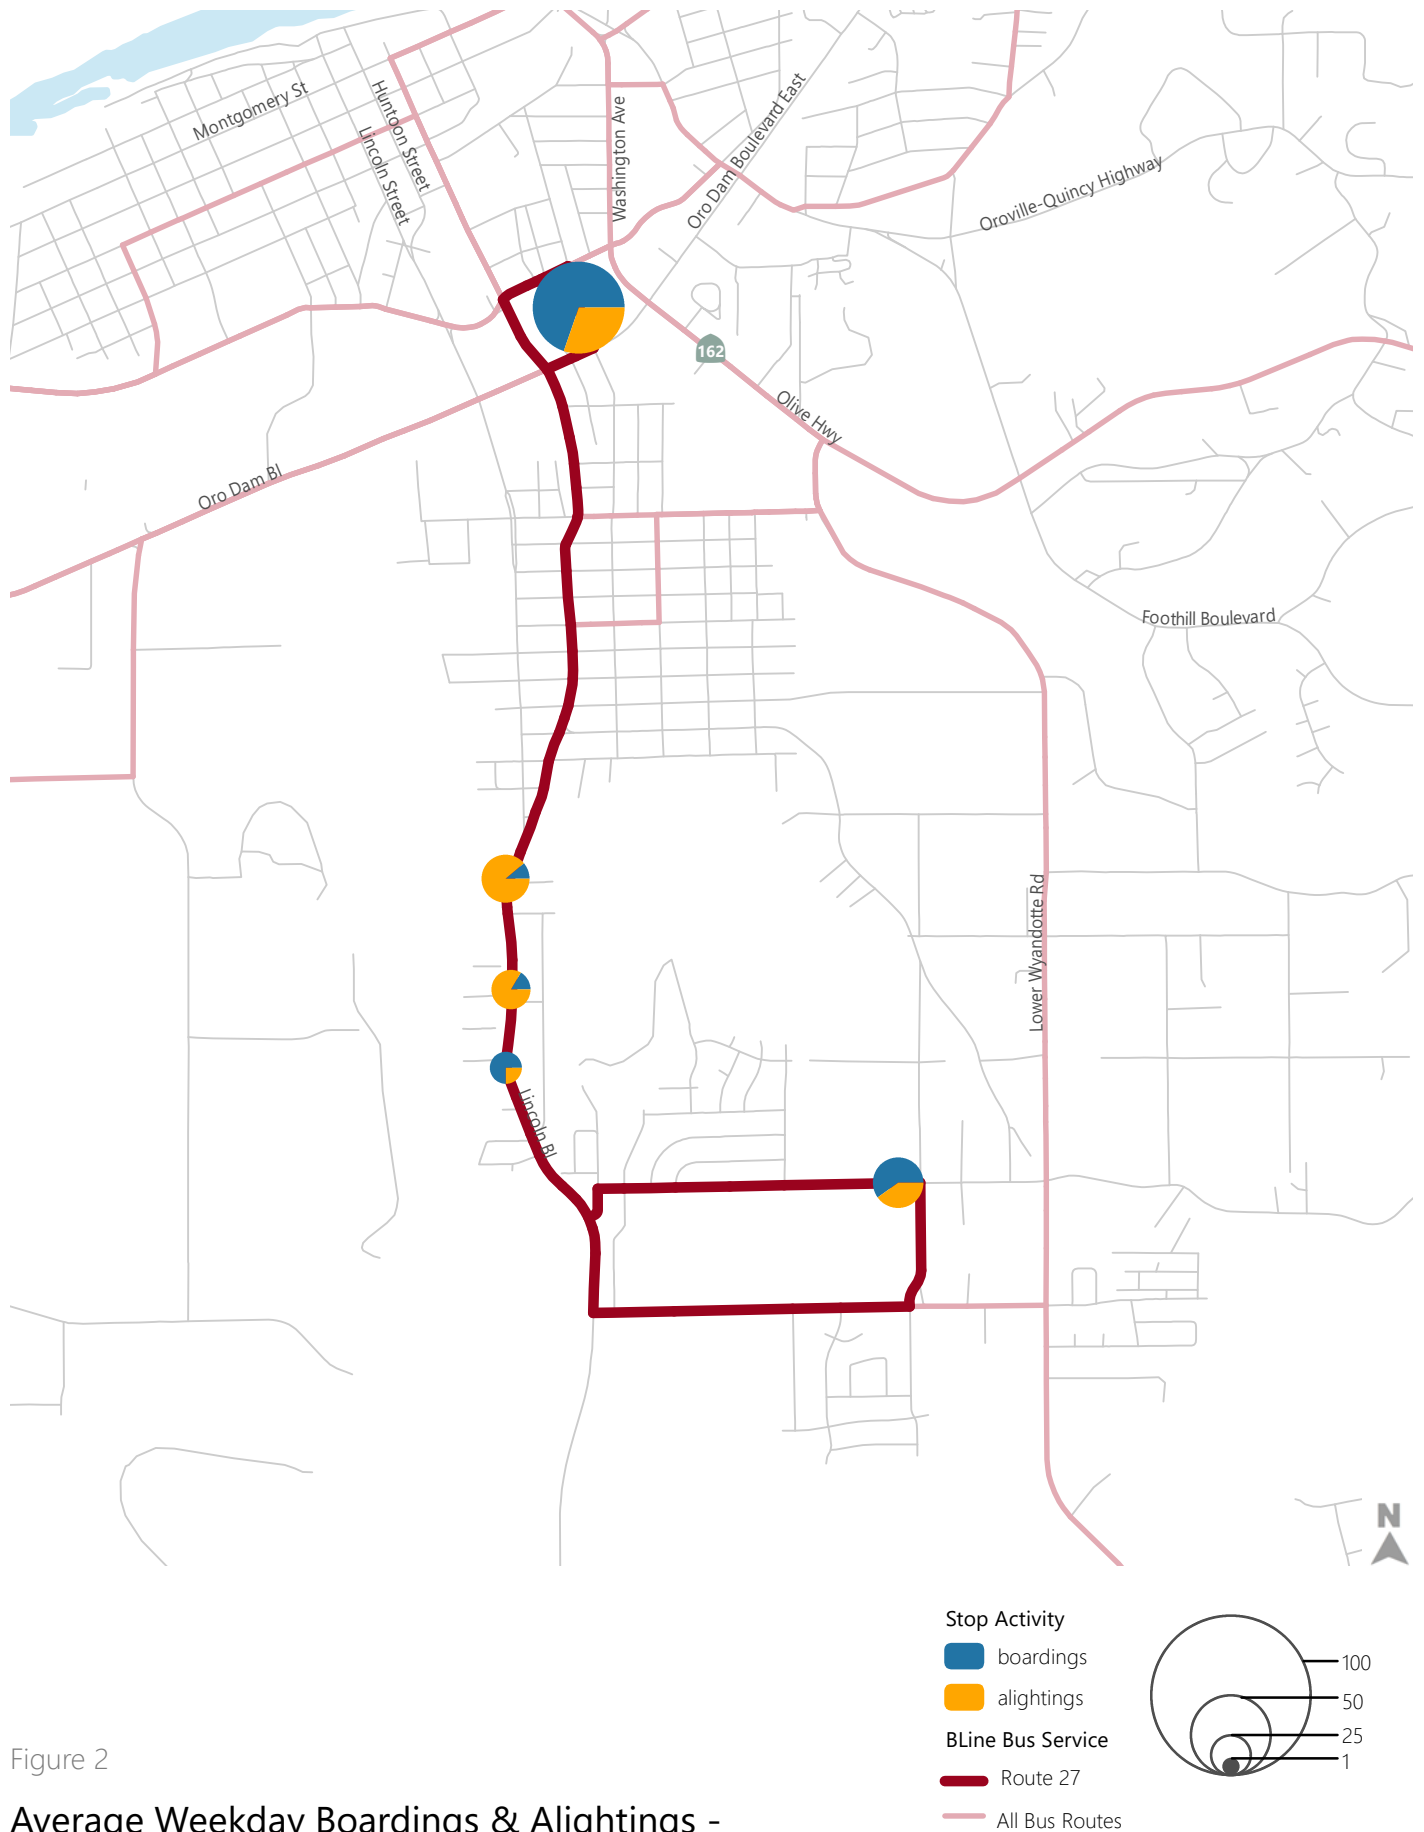 Montgomery St
Huntoon Street
Lincoln Street
Washington Ave
Oro Dam Boulevard East
Oroville-Quincy Highway
162
Olive Hwy
Oro Dam Bl
Foothill Boulevard
Lower Wyandotte Rd
Lincoln Bl
N
Stop Activity
boardings
alightings
100
50
25
1
BLine Bus Service
Route 27
All Bus Routes
Figure 2
Average Weekday Boardings & Alightings -